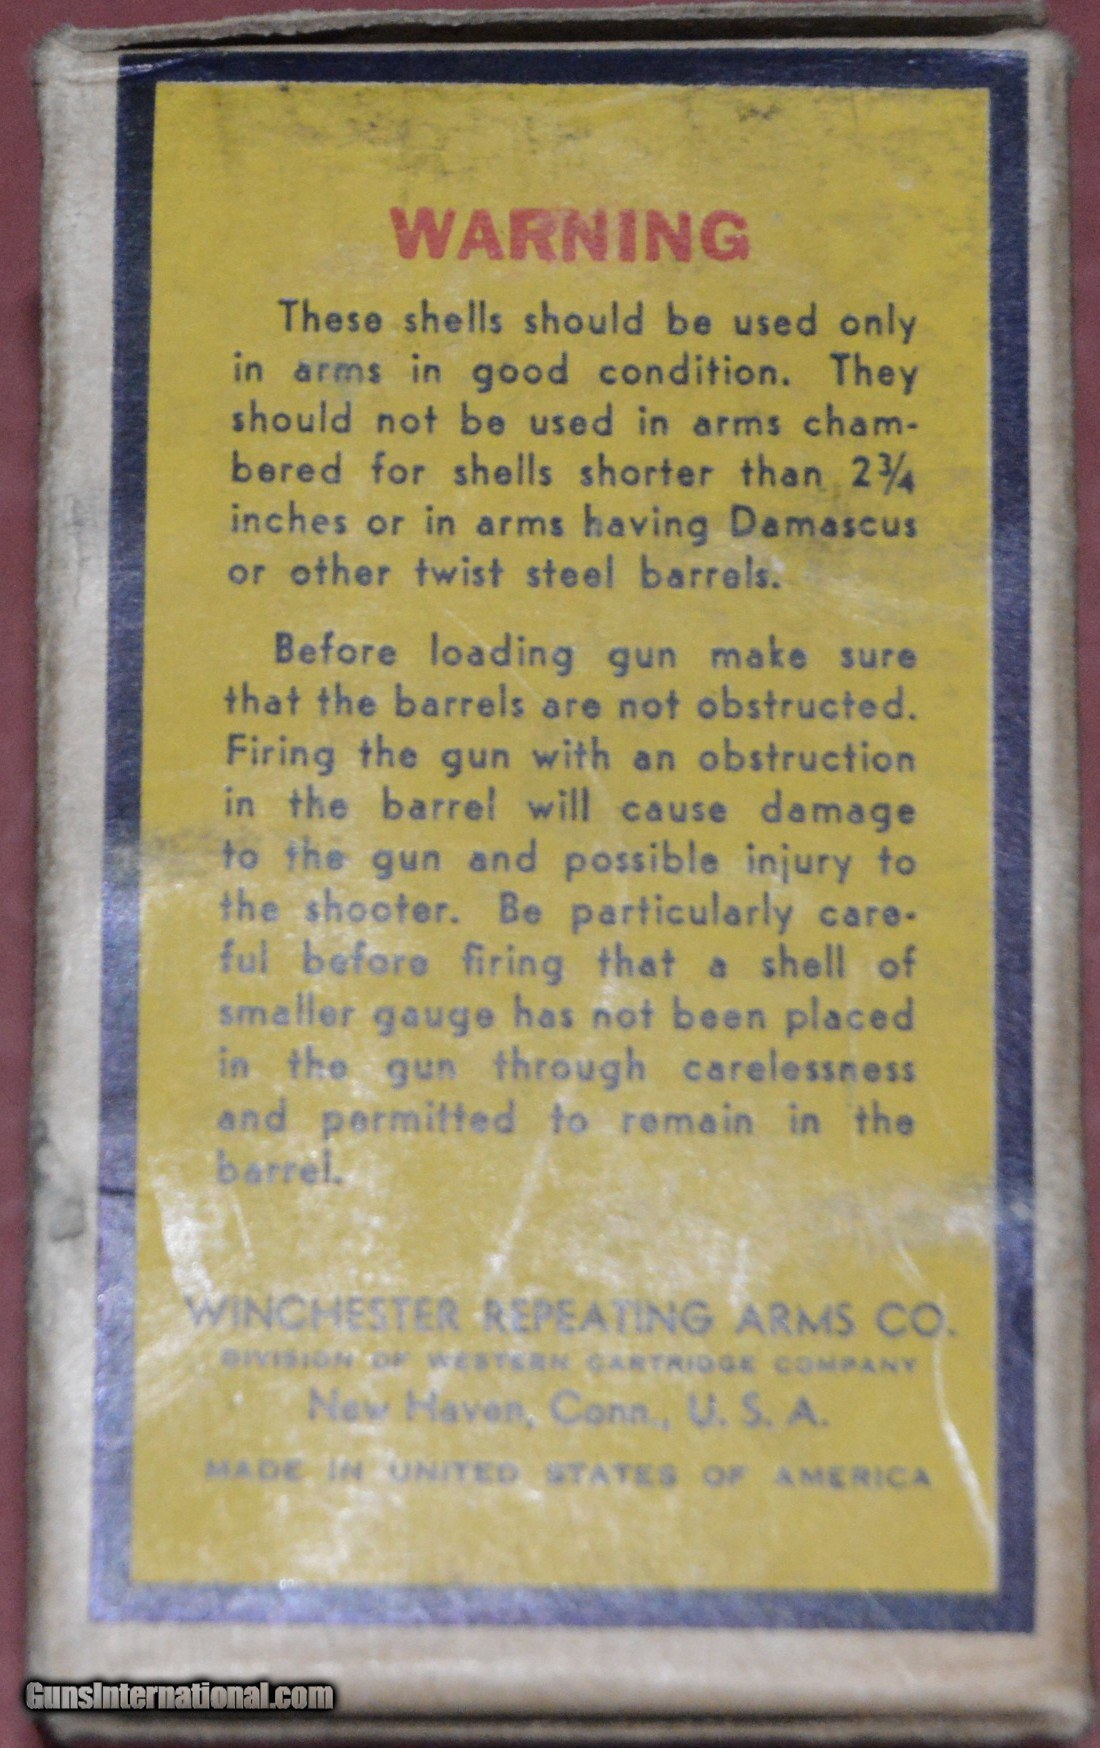 WARNING
These shells should be used only
in arms in good condition. They
should not be used in arms cham-
bered for shells shorter than 2 3/4
inches or in arms having Damascus
or other twist steel barrels.
Before loading gun make sure
that the barrels are not obstructed.
Firing the gun with an obstruction
in the barrel will cause damage
to the gun and possible injury to
the shooter. Be particularly care-
ful before firing that a shell of
smaller gauge has not been placed
in the gun through carelessness
and permitted to remain in the
barrel.
WINCHESTER REPEATING ARMS CO.
DIVISION OF WESTERN CARTRIDGE COMPANY
New Haven, Conn., U. S. A.
MADE IN UNITED STATES OF AMERICA
GunsInternational.com